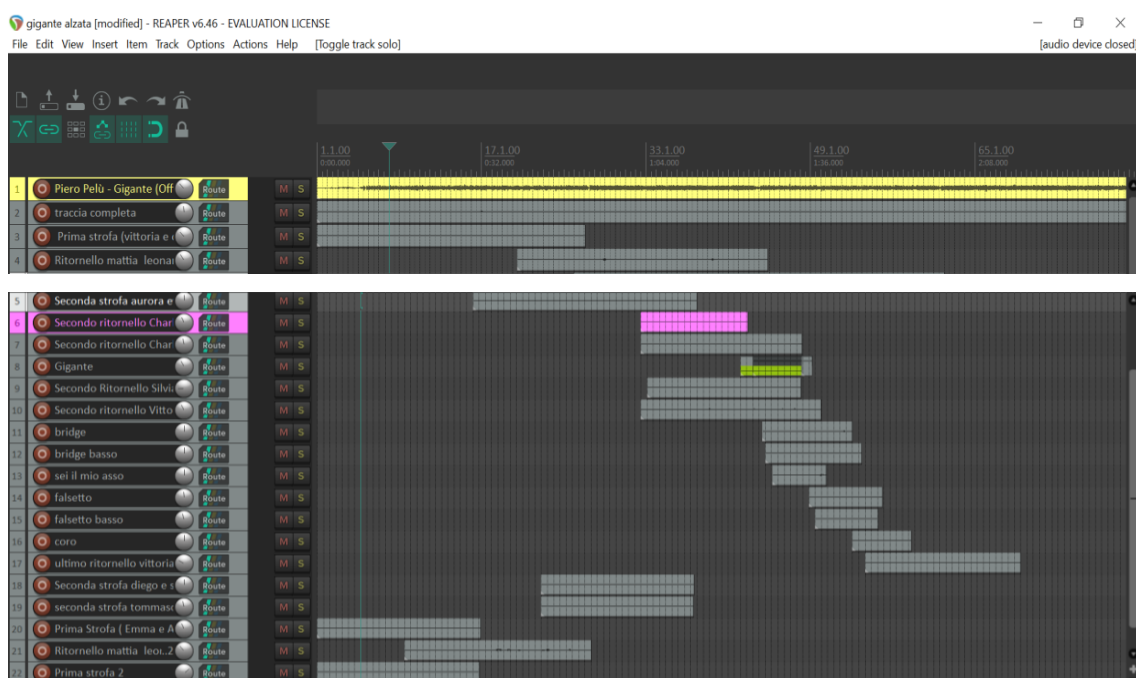 gigante alzata [modified] - REAPER v6.46 - EVALUATION LICENSE
File Edit View Insert Item Track Options Actions Help [Toggle track solo] [audio device closed]
1.1.00 17.1.00 33.1.00 49.1.00 65.1.00
0:00.000 0:32.000 1:04.000 1:36.000 2:08.000
1 Piero Pelù - Gigante (Off Route M S
2 traccia completa Route M S
3 Prima strofa (vittoria e Route M S
4 Ritornello mattia leona Route M S
5 Seconda strofa aurora e Route M S
6 Secondo ritornello Char Route M S
7 Secondo ritornello Char Route M S
8 Gigante Route M S
9 Secondo Ritornello Silvi Route M S
10 Secondo ritornello Vitto Route M S
11 bridge Route M S
12 bridge basso Route M S
13 sei il mio asso Route M S
14 falsetto Route M S
15 falsetto basso Route M S
16 coro Route M S
17 ultimo ritornello vittoria Route M S
18 Seconda strofa diego e s Route M S
19 seconda strofa tommaso Route M S
20 Prima Strofa ( Emma e A Route M S
21 Ritornello mattia leo...2 Route M S
22 Prima strofa 2 Route M S